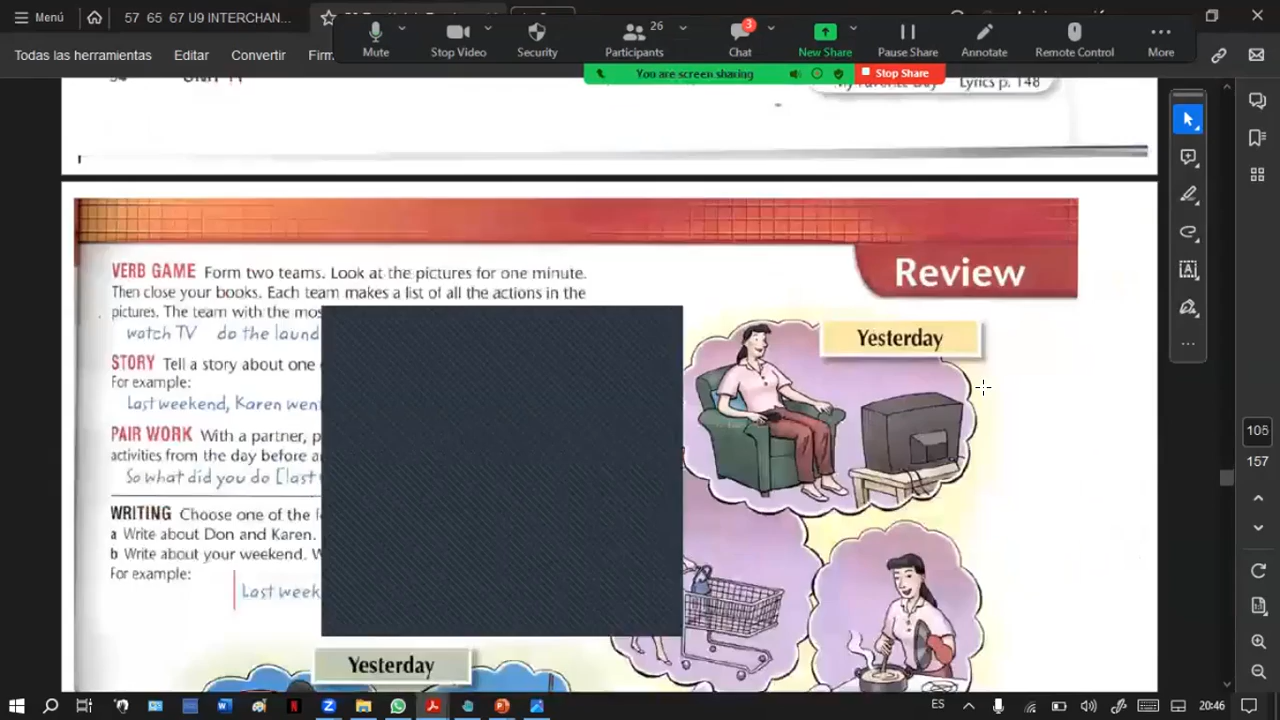 Menú
57 65 67 U9 INTERCHAN...
26
3
Mute
Stop Video
Security
Participants
Chat
New Share
Pause Share
Annotate
Remote Control
More
Todas las herramientas Editar Convertir
You are screen sharing
Stop Share
Lyrics p. 148
Review
VERB GAME Form two teams. Look at the pictures for one minute.
Then close your books. Each team makes a list of all the actions in the
pictures. The team with the mos
watch TV do the laund
STORY Tell a story about one
For example:
Last weekend, Karen went
PAIR WORK With a partner, p
activities from the day before a
So what did you do [last
WRITING Choose one of the
a Write about Don and Karen.
b Write about your weekend. W
For example:
Last week
Yesterday
Yesterday
105
157
ES
20:46